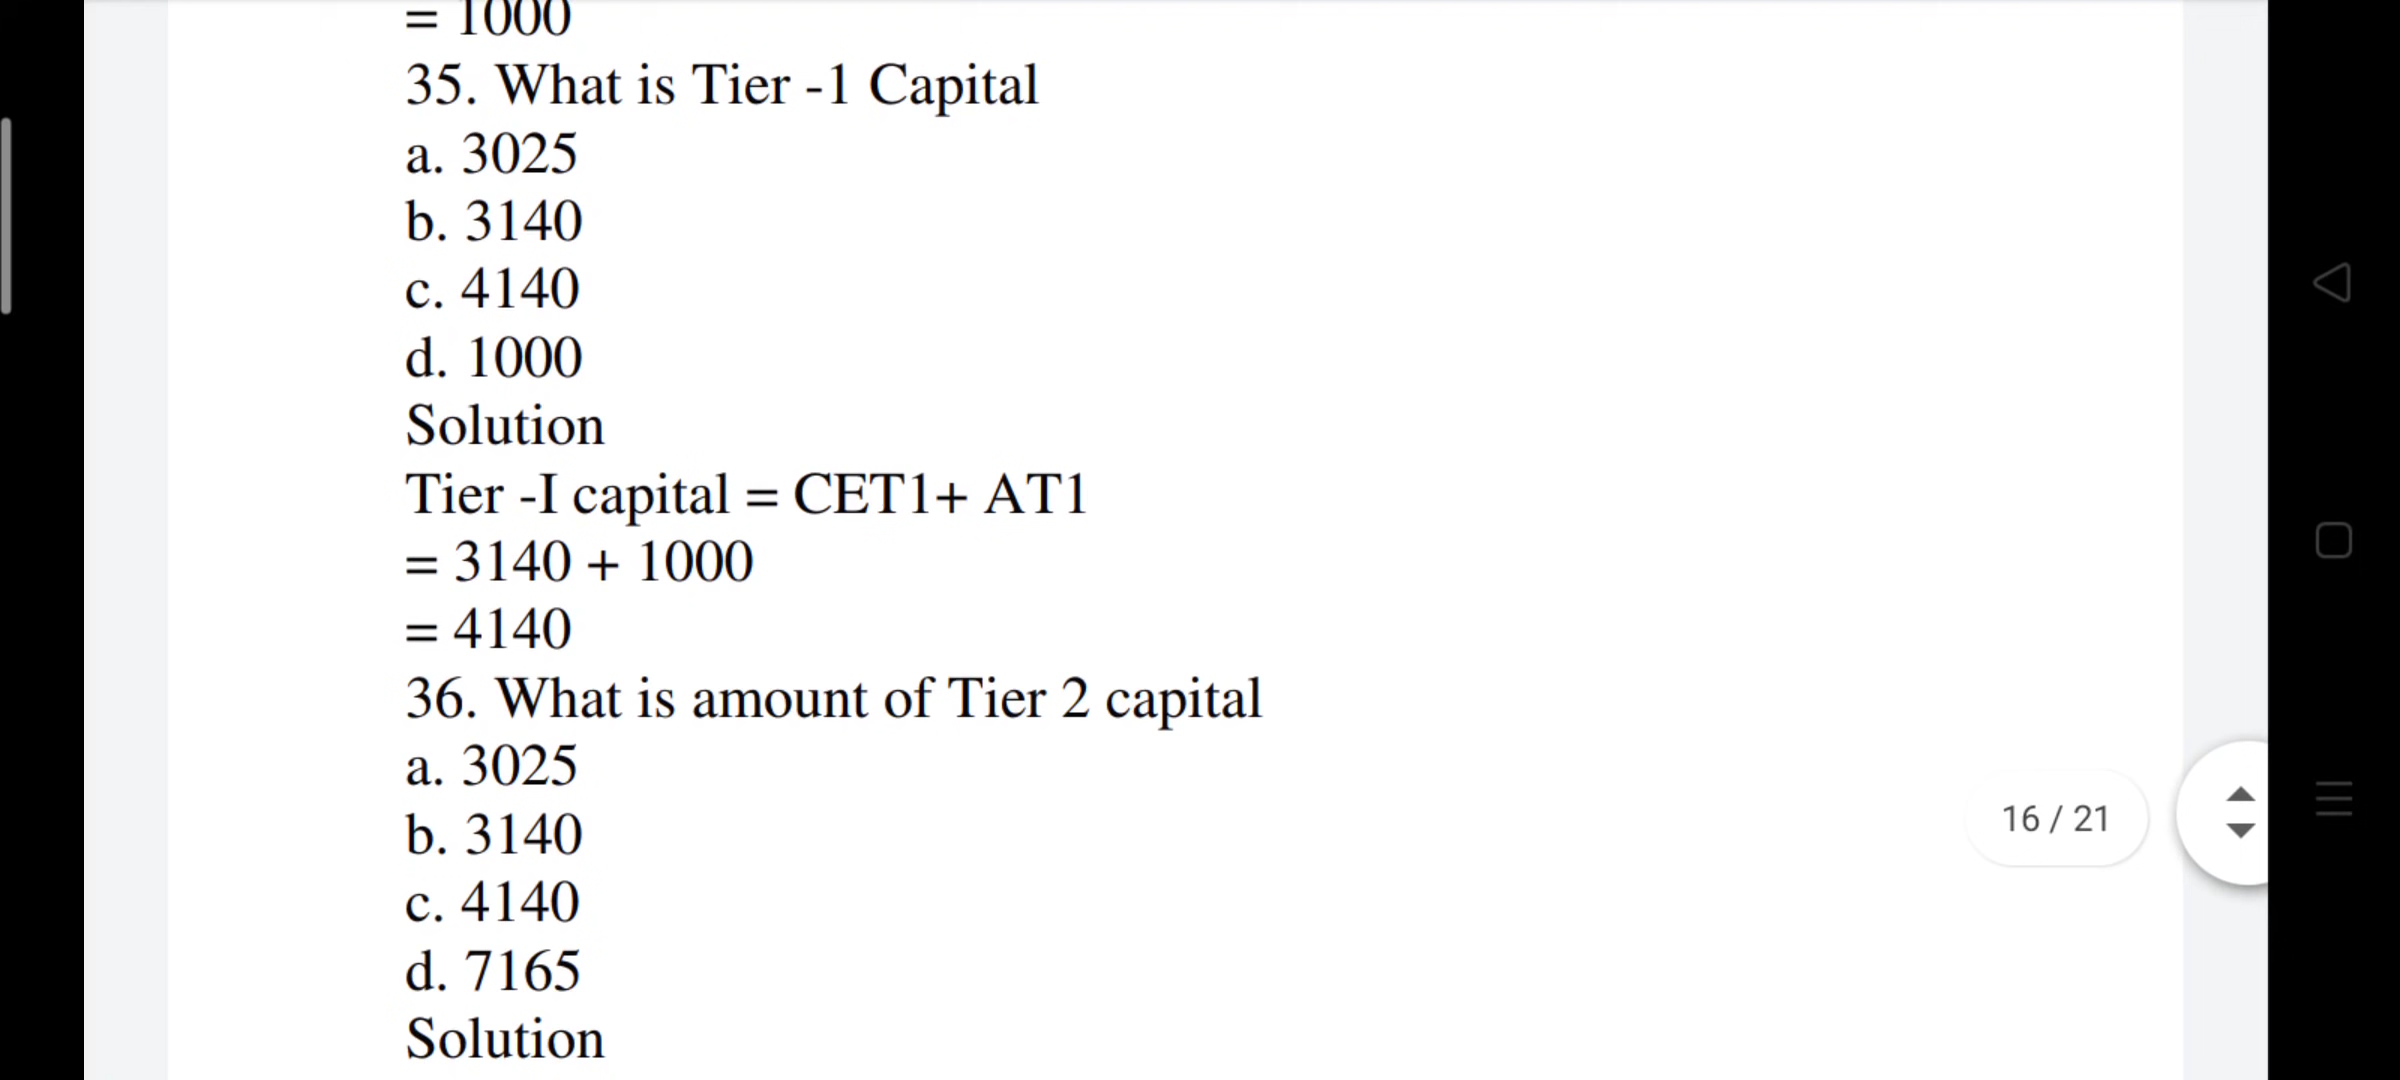 = 1000
35. What is Tier -1 Capital
a. 3025
b. 3140
c. 4140
d. 1000
Solution
Tier -I capital = CET1+ AT1
= 3140 + 1000
= 4140
36. What is amount of Tier 2 capital
a. 3025
b. 3140
c. 4140
d. 7165
Solution
16 / 21